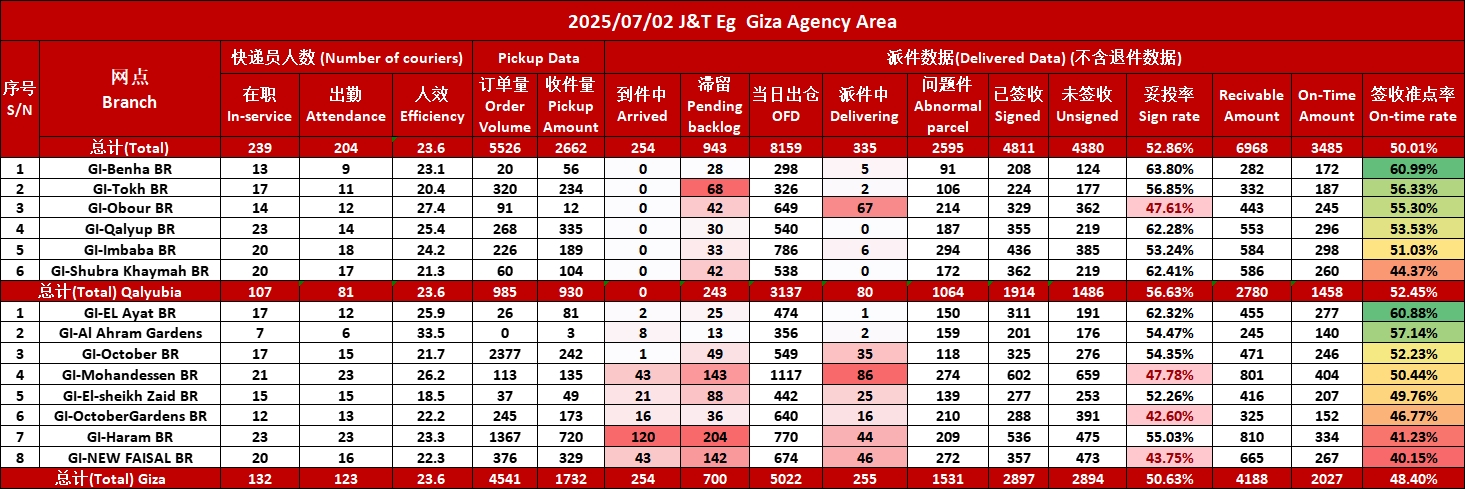 2025/07/02 J&T Eg Giza Agency Area
序号 S/N 网点 Branch 快递员人数 (Number of couriers) Pickup Data 派件数据(Delivered Data) (不含退件数据)
在职 In-service 出勤 Attendance 人效 Efficiency 订单量 Order Volume 收件量 Pickup Amount 到件中 Arrived 滞留 Pending backlog 当日出仓 OFD 派件中 Delivering 问题件 Abnormal parcel 已签收 Signed 未签收 Unsigned 妥投率 Sign rate Recivable Amount On-Time Amount 签收准点率 On-time rate
总计(Total) 239 204 23.6 5526 2662 254 943 8159 335 2595 4811 4380 52.86% 6968 3485 50.01%
1 GI-Benha BR 13 9 23.1 20 56 0 28 298 5 91 208 124 63.80% 282 172 60.99%
2 GI-Tokh BR 17 11 20.4 320 234 0 68 326 2 106 224 177 56.85% 332 187 56.33%
3 GI-Obour BR 14 12 27.4 91 12 0 42 649 67 214 329 362 47.61% 443 245 55.30%
4 GI-Qalyup BR 23 14 25.4 268 335 0 30 540 0 187 355 219 62.28% 553 296 53.53%
5 GI-Imbaba BR 20 18 24.2 226 189 0 33 786 6 294 436 385 53.24% 584 298 51.03%
6 GI-Shubra Khaymah BR 20 17 21.3 60 104 0 42 538 0 172 362 219 62.41% 586 260 44.37%
总计(Total) Qalyubia 107 81 23.6 985 930 0 243 3137 80 1064 1914 1486 56.63% 2780 1458 52.45%
1 GI-EL Ayat BR 17 12 25.9 26 81 2 25 474 1 150 311 191 62.32% 455 277 60.88%
2 GI-Al Ahram Gardens 7 6 33.5 0 3 8 13 356 2 159 201 176 54.47% 245 140 57.14%
3 GI-October BR 17 15 21.7 2377 242 1 49 549 35 118 325 276 54.35% 471 246 52.23%
4 GI-Mohandessen BR 21 23 26.2 113 135 43 143 1117 86 274 602 659 47.78% 801 404 50.44%
5 GI-El-sheikh Zaid BR 15 15 18.5 37 49 21 88 442 25 139 277 253 52.26% 416 207 49.76%
6 GI-OctoberGardens BR 12 13 22.2 245 173 16 36 640 16 210 288 391 42.60% 325 152 46.77%
7 GI-Haram BR 23 23 23.3 1367 720 120 204 770 44 209 536 475 55.03% 810 334 41.23%
8 GI-NEW FAISAL BR 20 16 22.3 376 329 43 142 674 46 272 357 473 43.75% 665 267 40.15%
总计(Total) Giza 132 123 23.6 4541 1732 254 700 5022 255 1531 2897 2894 50.63% 4188 2027 48.40%